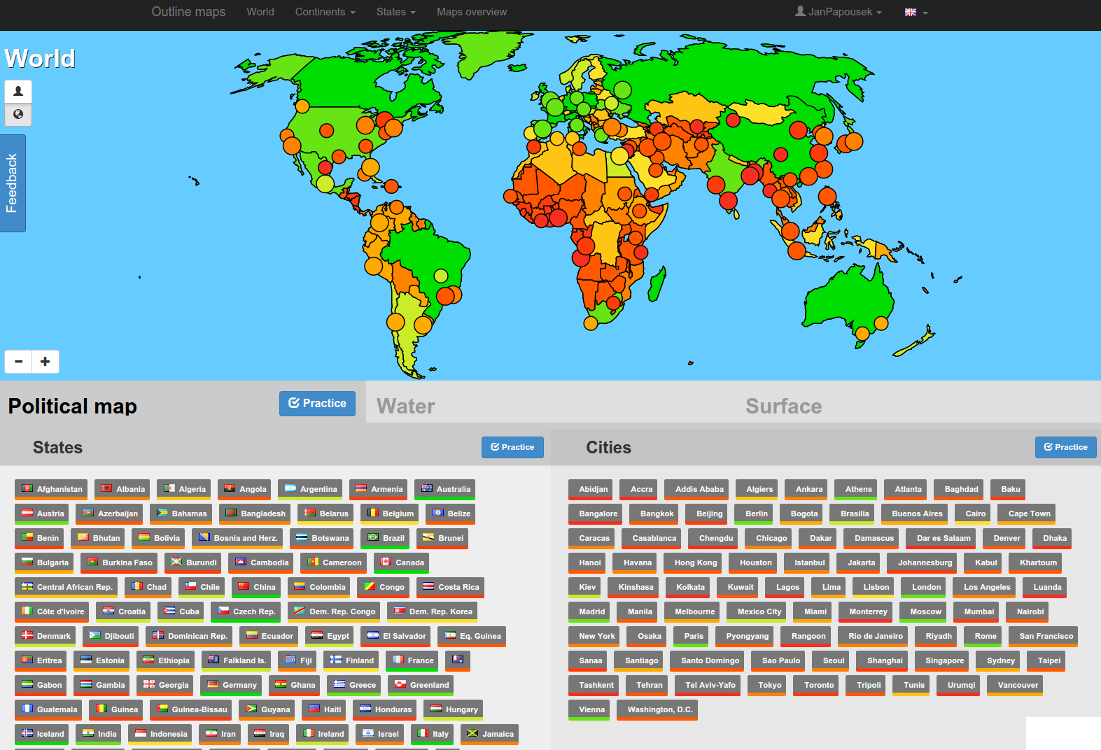 Outline maps World Continents States Maps overview JanPapousek
World
Feedback
Political map Practice Water Surface
States Practice Cities Practice
Afghanistan Albania Algeria Angola Argentina Armenia Australia
Austria Azerbaijan Bahamas Bangladesh Belarus Belgium Belize
Benin Bhutan Bolivia Bosnia and Herz. Botswana Brazil Brunei
Bulgaria Burkina Faso Burundi Cambodia Cameroon Canada
Central African Rep. Chad Chile China Colombia Congo Costa Rica
Côte d'Ivoire Croatia Cuba Czech Rep. Dem. Rep. Congo Dem. Rep. Korea
Denmark Djibouti Dominican Rep. Ecuador Egypt El Salvador Eq. Guinea
Eritrea Estonia Ethiopia Falkland Is. Fiji Finland France
Gabon Gambia Georgia Germany Ghana Greece Greenland
Guatemala Guinea Guinea-Bissau Guyana Haiti Honduras Hungary
Iceland India Indonesia Iran Iraq Ireland Israel Italy Jamaica
Abidjan Accra Addis Ababa Algiers Ankara Athens Atlanta Baghdad Baku
Bangalore Bangkok Beijing Berlin Bogota Brasilia Buenos Aires Cairo Cape Town
Caracas Casablanca Chengdu Chicago Dakar Damascus Dar es Salaam Denver Dhaka
Hanoi Havana Hong Kong Houston Istanbul Jakarta Johannesburg Kabul Khartoum
Kiev Kinshasa Kolkata Kuwait Lagos Lima Lisbon London Los Angeles Luanda
Madrid Manila Melbourne Mexico City Miami Monterrey Moscow Mumbai Nairobi
New York Osaka Paris Pyongyang Rangoon Rio de Janeiro Riyadh Rome San Francisco
Sanaa Santiago Santo Domingo Sao Paulo Seoul Shanghai Singapore Sydney Taipei
Tashkent Tehran Tel Aviv-Yafo Tokyo Toronto Tripoli Tunis Urumqi Vancouver
Vienna Washington, D.C.